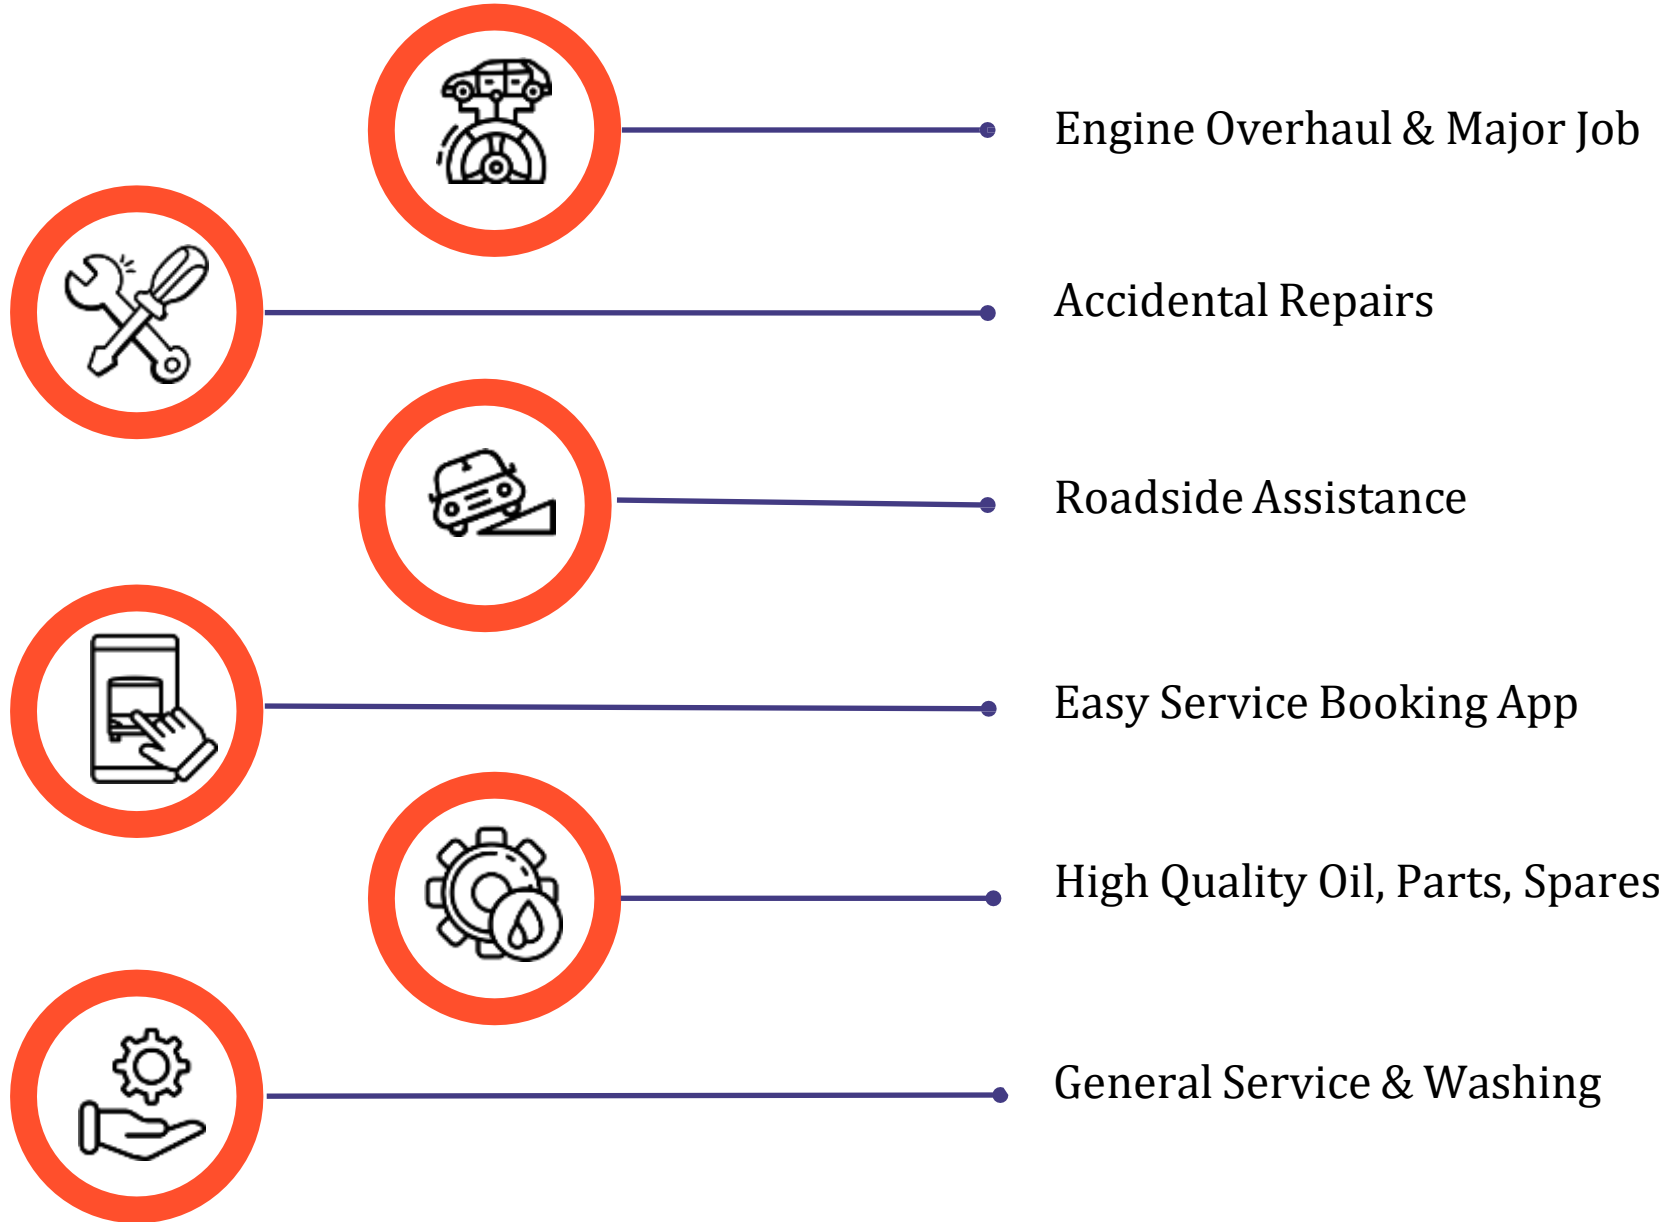 Engine Overhaul & Major Job
Accidental Repairs
Roadside Assistance
Easy Service Booking App
High Quality Oil, Parts, Spares
General Service & Washing